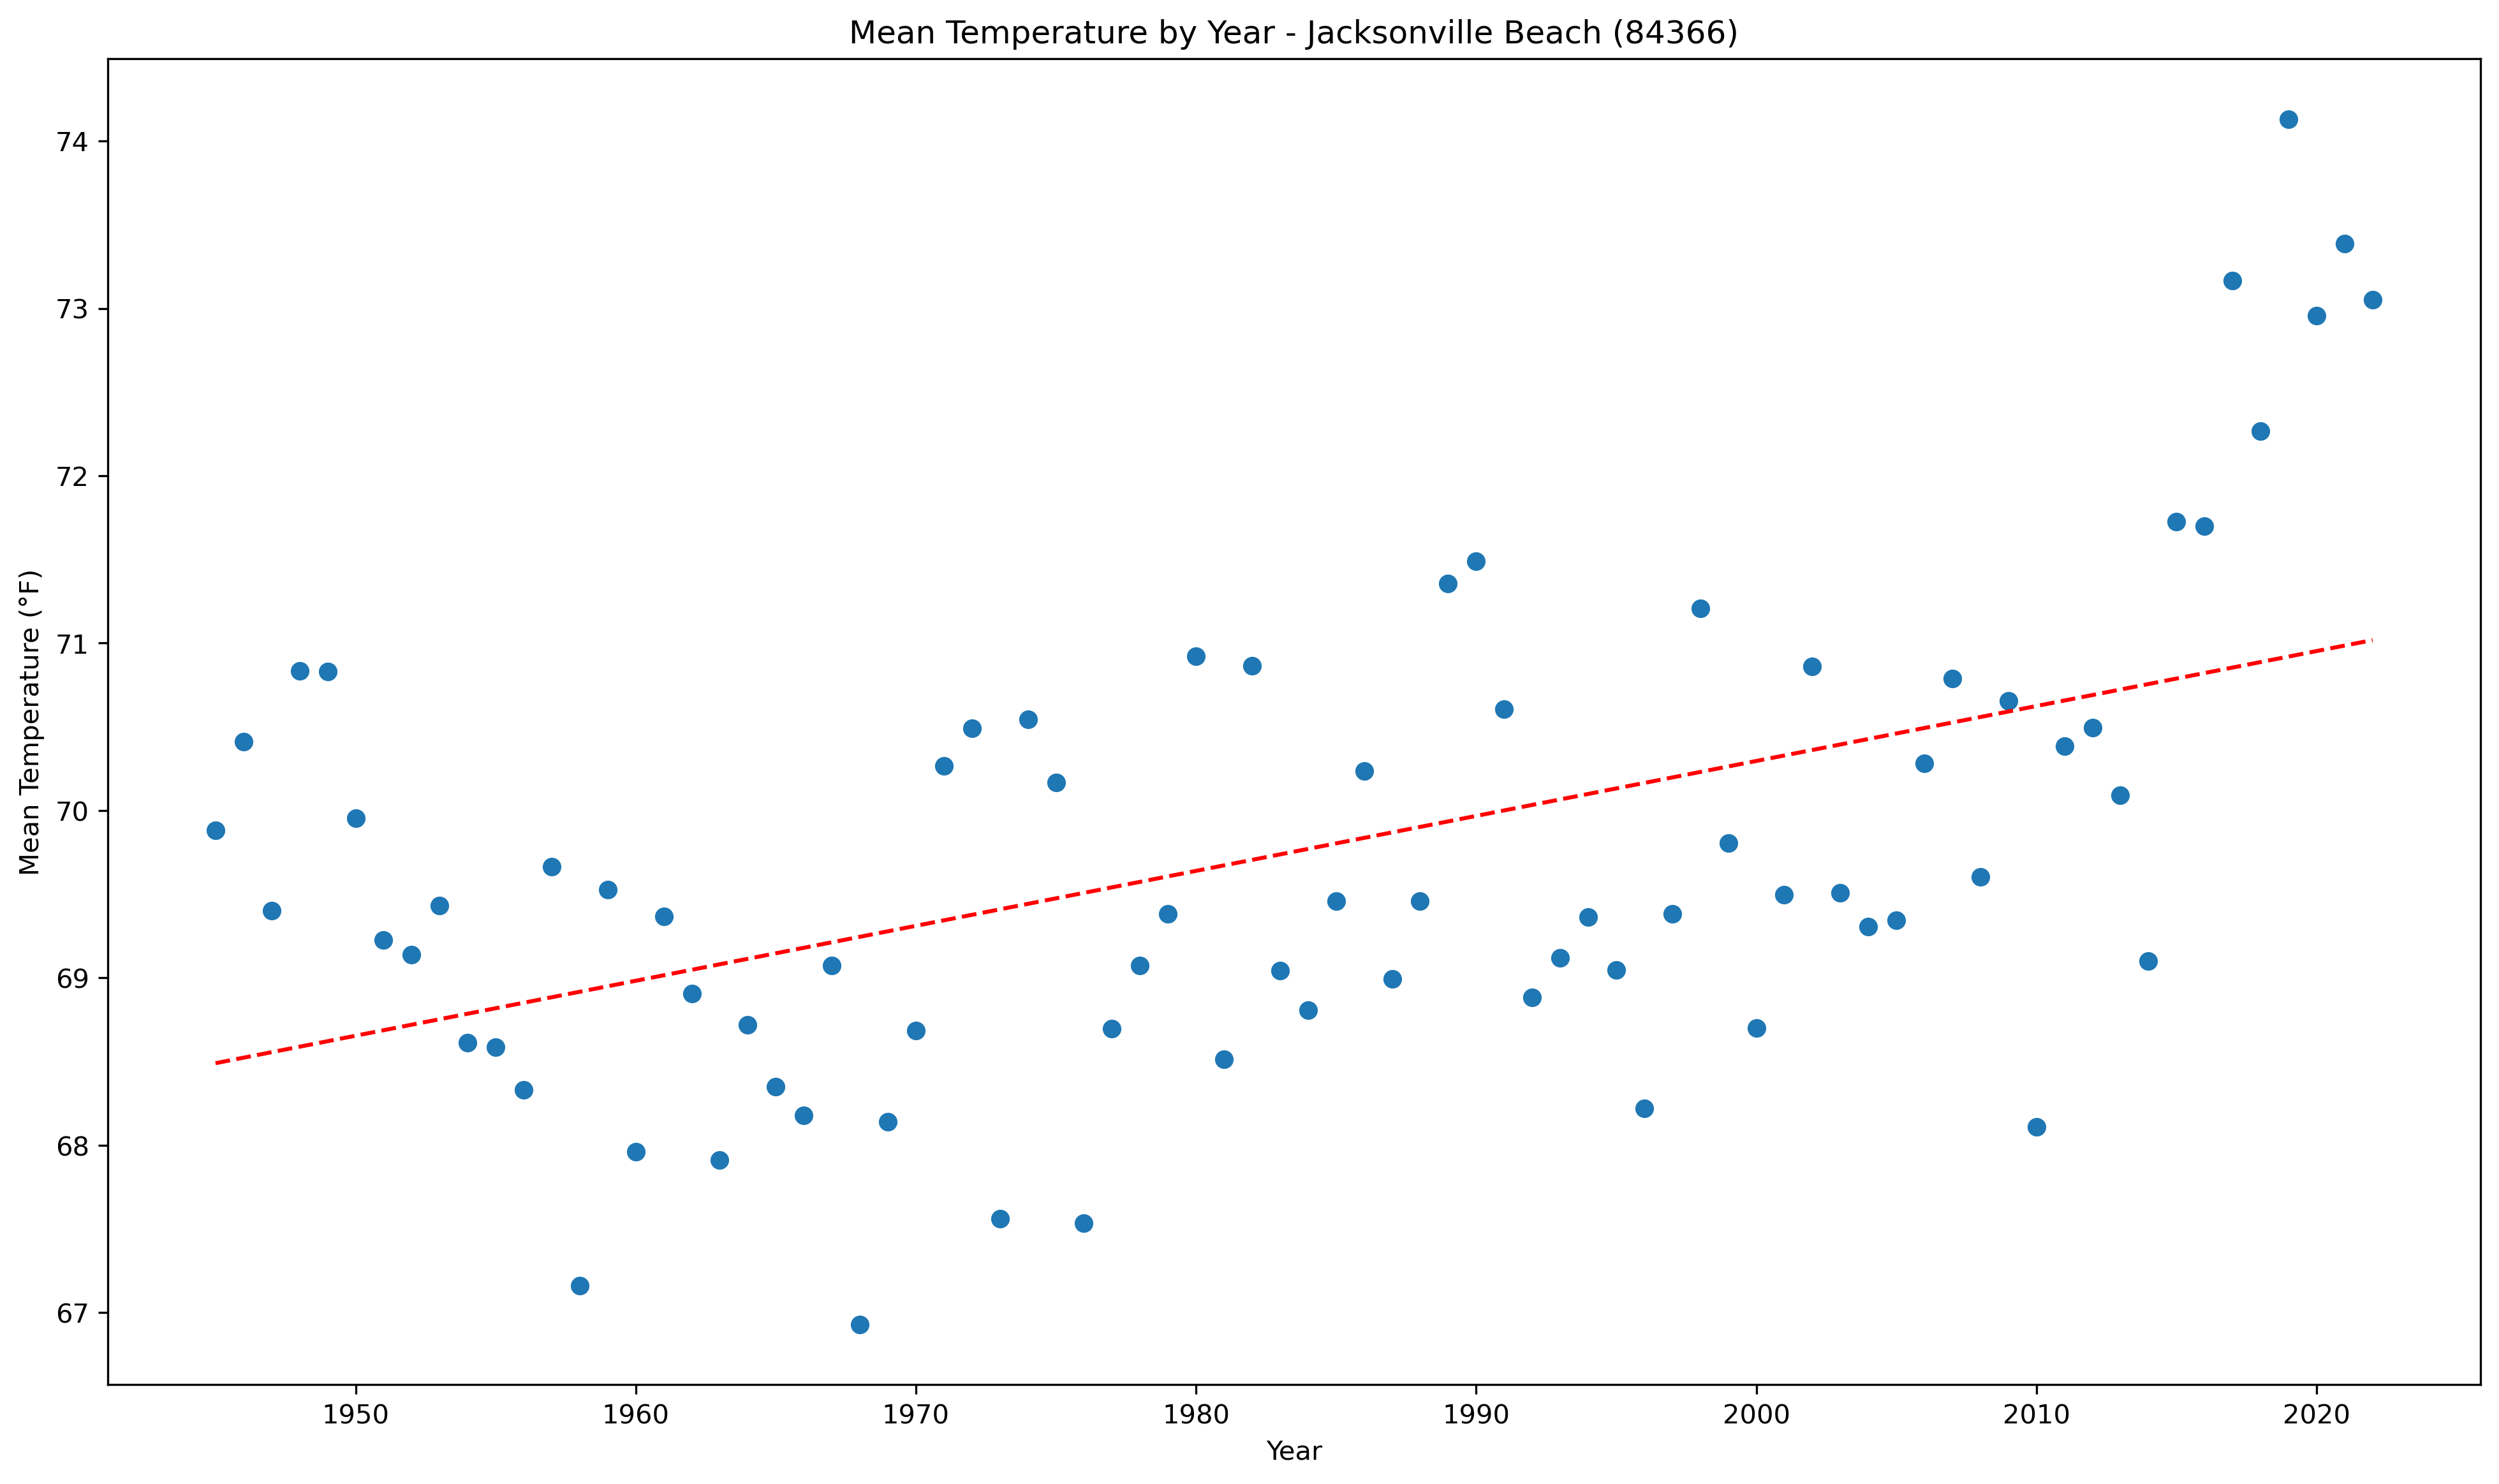 Mean Temperature by Year - Jacksonville Beach (84366)
Mean Temperature (°F)
74
73
72
71
70
69
68
67
1950 1960 1970 1980 1990 2000 2010 2020
Year